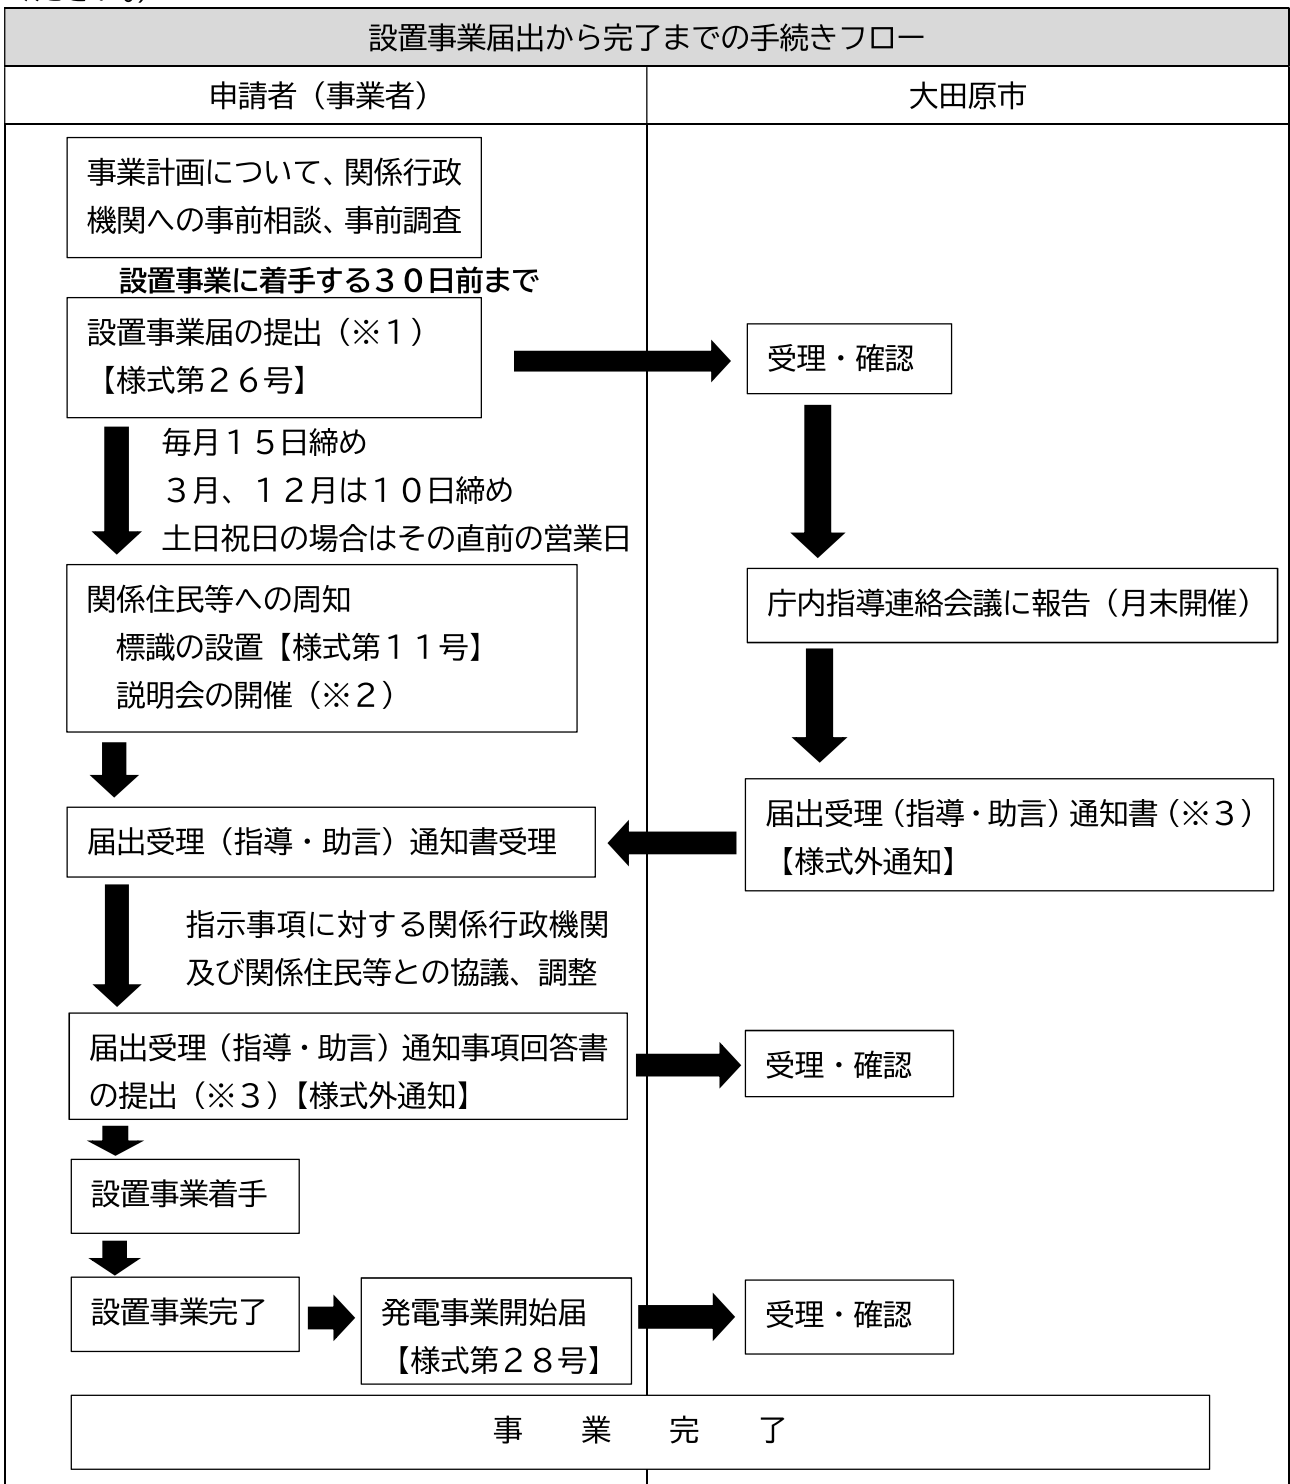 設置事業届出から完了までの手続きフロー
申請者（事業者）
大田原市
事業計画について、関係行政
機関への事前相談、事前調査
設置事業に着手する３０日前まで
設置事業届の提出（※１）
【様式第２６号】
受理・確認
毎月１５日締め
３月、１２月は１０日締め
土日祝日の場合はその直前の営業日
関係住民等への周知
標識の設置【様式第１１号】
説明会の開催（※２）
庁内指導連絡会議に報告（月末開催）
届出受理（指導・助言）通知書（※３）
【様式外通知】
届出受理（指導・助言）通知書受理
指示事項に対する関係行政機関
及び関係住民等との協議、調整
届出受理（指導・助言）通知事項回答書
の提出（※３）【様式外通知】
受理・確認
設置事業着手
設置事業完了
発電事業開始届
【様式第２８号】
受理・確認
事　業　完　了